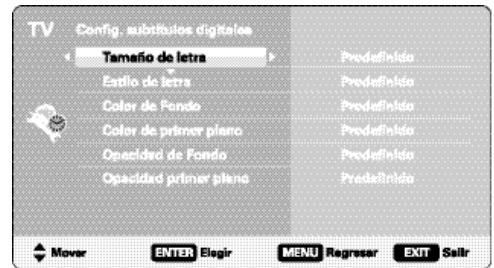 TV Config. subtítulos digitales
Tamaño de letra Predefinido
Estilo de letra Predefinido
Color de Fondo Predefinido
Color de primer plano Predefinido
Opacidad de Fondo Predefinido
Opacidad primer plano Predefinido
Mover ENTER Elegir MENU Regresar EXIT Salir